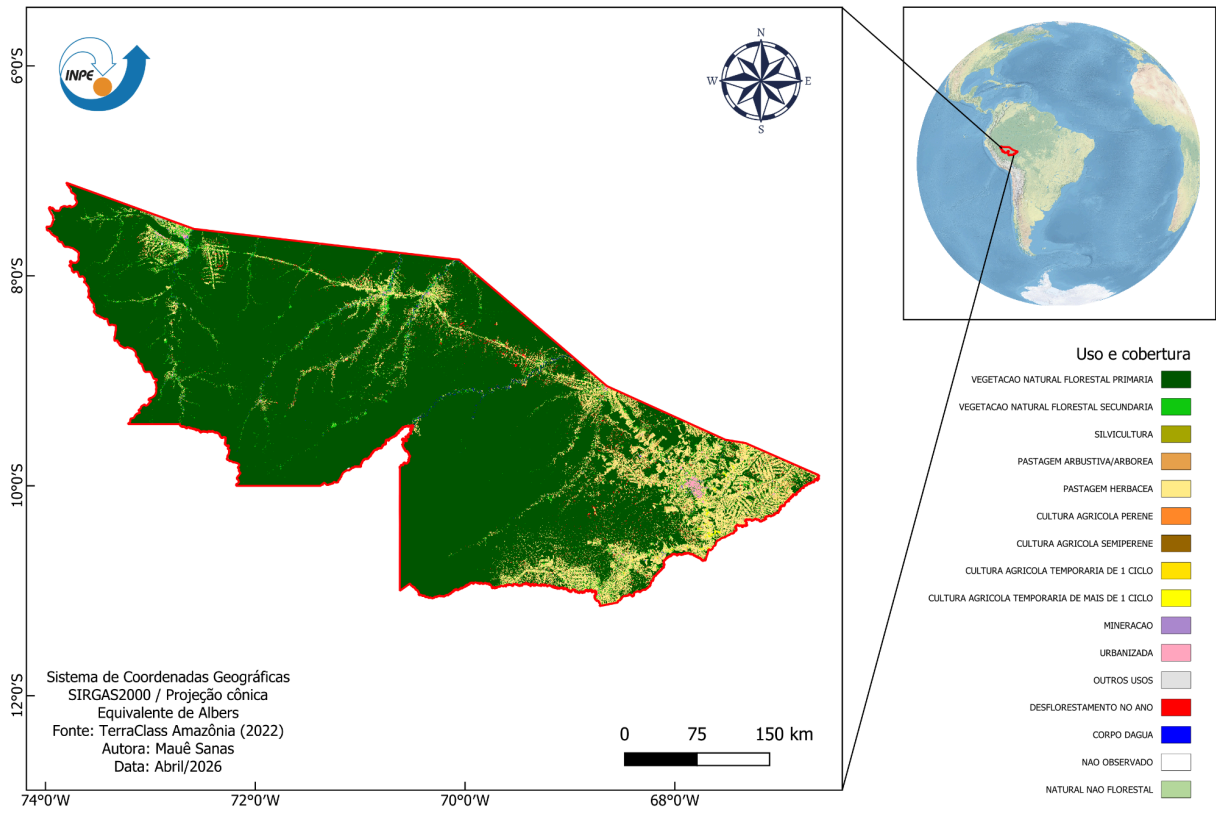 INPE
N
W
E
S
6°0'S
8°0'S
10°0'S
12°0'S
74°0'W
72°0'W
70°0'W
68°0'W
Sistema de Coordenadas Geográficas
SIRGAS2000 / Projeção cônica
Equivalente de Albers
Fonte: TerraClass Amazônia (2022)
Autora: Mauê Sanas
Data: Abril/2026
0 75 150 km
Uso e cobertura
VEGETACAO NATURAL FLORESTAL PRIMARIA
VEGETACAO NATURAL FLORESTAL SECUNDARIA
SILVICULTURA
PASTAGEM ARBUSTIVA/ARBOREA
PASTAGEM HERBACEA
CULTURA AGRICOLA PERENE
CULTURA AGRICOLA SEMIPERENE
CULTURA AGRICOLA TEMPORARIA DE 1 CICLO
CULTURA AGRICOLA TEMPORARIA DE MAIS DE 1 CICLO
MINERACAO
URBANIZADA
OUTROS USOS
DESFLORESTAMENTO NO ANO
CORPO DAGUA
NAO OBSERVADO
NATURAL NAO FLORESTAL